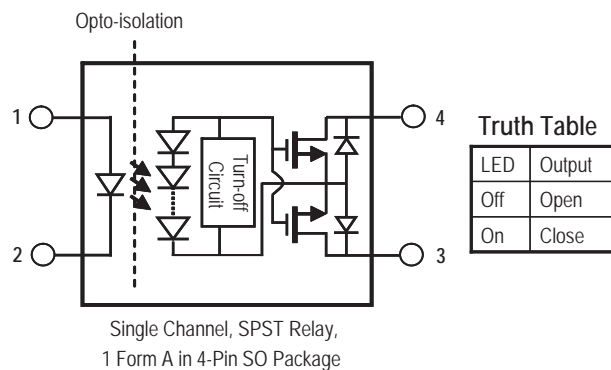 Opto-isolation
1
4
Turn-off
Circuit
2
3
Truth Table
LED Output
Off Open
On Close
Single Channel, SPST Relay,
1 Form A in 4-Pin SO Package